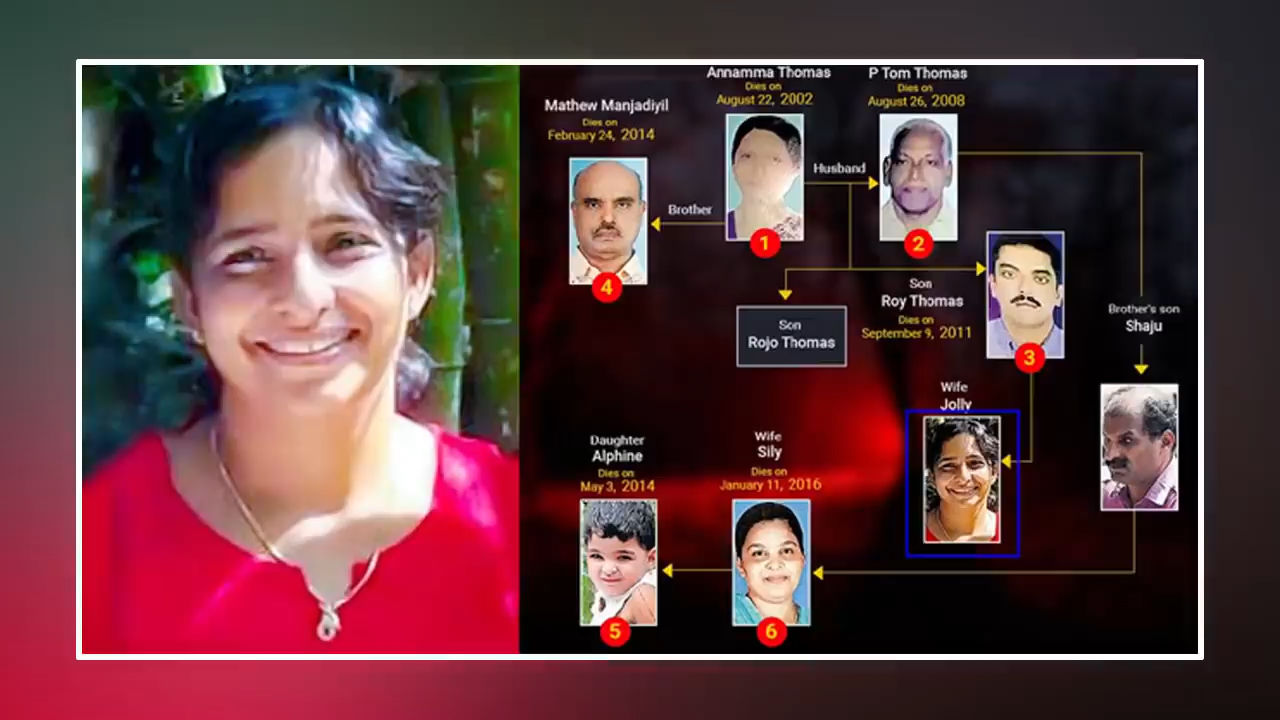 Annamma Thomas
Dies on
August 22, 2002
P Tom Thomas
Dies on
August 26, 2008
Mathew Manjadiyil
Dies on
February 24, 2014
Husband
Brother
1
2
4
Son
Rojo Thomas
Son
Roy Thomas
Dies on
September 9, 2011
3
Brother's son
Shaju
Wife
Jolly
Daughter
Alphine
Dies on
May 3, 2014
Wife
Sily
Dies on
January 11, 2016
5
6